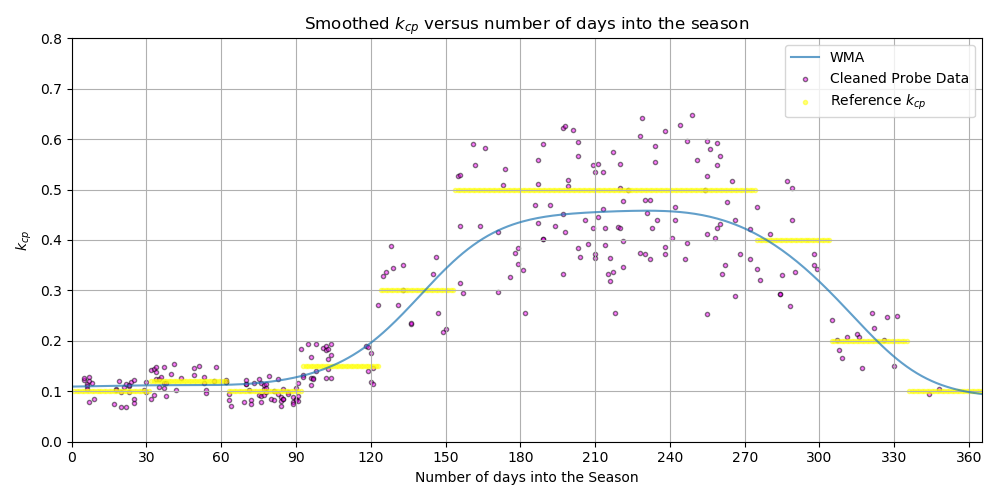 Smoothed k_cp versus number of days into the season
WMA
Cleaned Probe Data
Reference k_cp
k_cp
0.8
0.7
0.6
0.5
0.4
0.3
0.2
0.1
0.0
0 30 60 90 120 150 180 210 240 270 300 330 360
Number of days into the Season